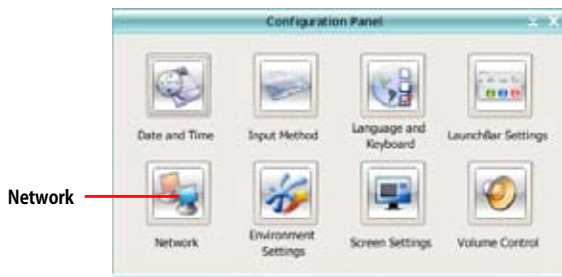 Configuration Panel
Date and Time
Input Method
Language and
Keyboard
LaunchBar Settings
Network
Network
Environment
Settings
Screen Settings
Volume Control